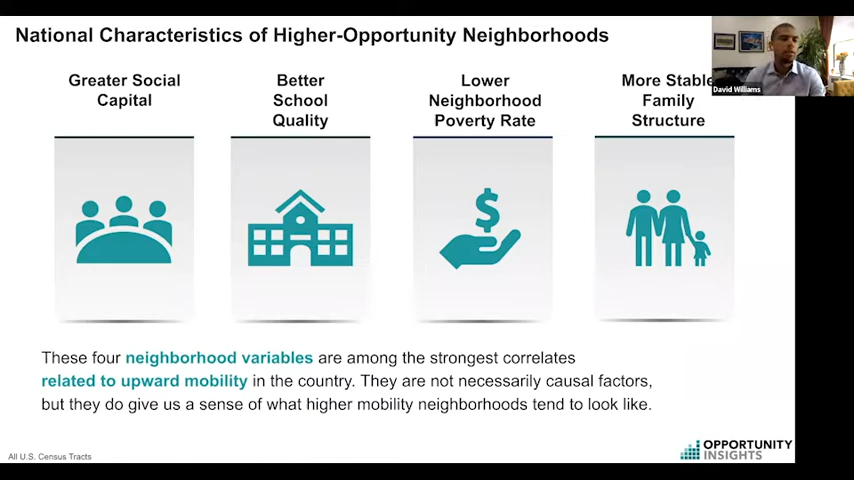 National Characteristics of Higher-Opportunity Neighborhoods
Greater Social
Capital
Better
School
Quality
Lower
Neighborhood
Poverty Rate
More Stable
Family
Structure
David Williams
$
These four neighborhood variables are among the strongest correlates
related to upward mobility in the country. They are not necessarily causal factors,
but they do give us a sense of what higher mobility neighborhoods tend to look like.
All U.S. Census Tracts
OPPORTUNITY
INSIGHTS